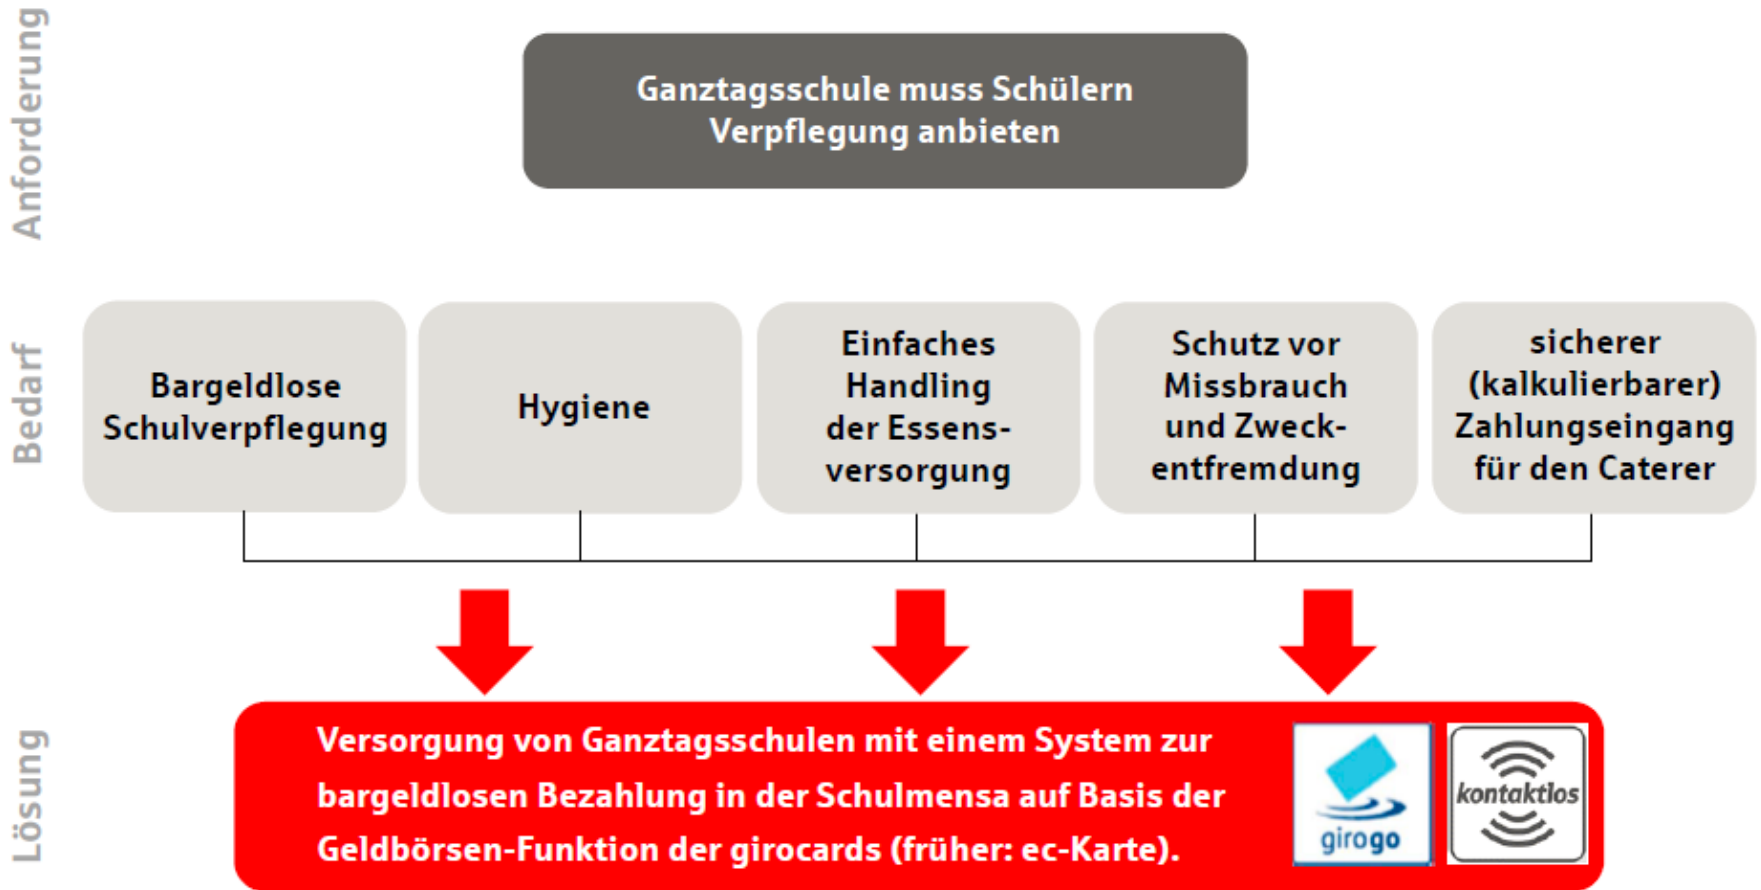 Anforderung
Ganztagsschule muss Schülern
Verpflegung anbieten
Bedarf
Bargeldlose
Schulverpflegung
Hygiene
Einfaches
Handling
der Essens-
versorgung
Schutz vor
Missbrauch
und Zweck-
entfremdung
sicherer
(kalkulierbarer)
Zahlungseingang
für den Caterer
Lösung
Versorgung von Ganztagsschulen mit einem System zur
bargeldlosen Bezahlung in der Schulmensa auf Basis der
Geldbörsen-Funktion der girocards (früher: ec-Karte).
girogo
kontaktlos